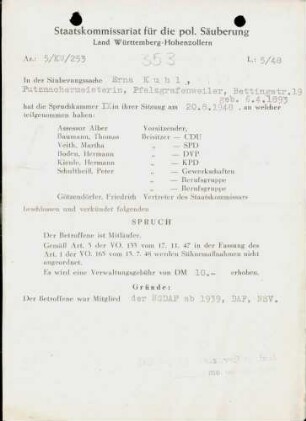 Staatskommissariat für die pol. Säuberung
Land Württemberg-Hohenzollern
Az.: 5/KU/253 553 L: 5/48
In der Säuberungssache Erna Kuhl,
Putzmachermeisterin, Pfalzgrafenweiler, Bettingstr.19
geb. 6.4.1893
hat die Spruchkammer IX in ihrer Sitzung am 20.8.1948, an welcher
teilgenommen haben:
Assessor Alber Vorsitzender,
Baumann, Thomas Beisitzer — CDU
Veith, Martha „ — SPD
Boden, Hermann „ — DVP
Kienle, Hermann „ — KPD
Schultheiß, Peter „ — Gewerkschaften
„ — Berufsgruppe
„ — Berufsgruppe
Götzendörfer, Friedrich Vertreter des Staatskommissars
beschlossen und verkündet folgenden
SPRUCH
Der Betroffene ist Mitläufer.
Gemäß Art. 5 der VO. 133 vom 17. 11. 47 in der Fassung des
Art. 1 der VO. 165 vom 13. 7. 48 werden Sühnemaßnahmen nicht
angeordnet.
Es wird eine Verwaltungsgebühr von DM 10.- erhoben.
Gründe:
Der Betroffene war Mitglied der NSDAP ab 1939, DAF, NSV.